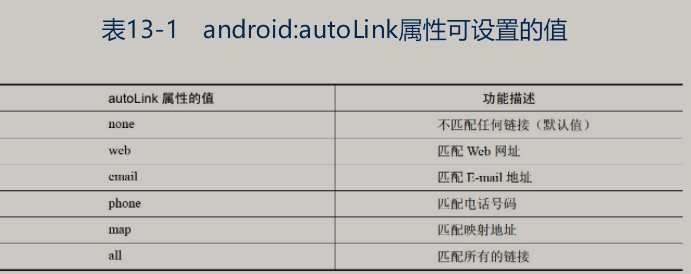 表13-1 android:autoLink属性可设置的值
autoLink 属性的值 功能描述
none 不匹配任何链接（默认值）
web 匹配 Web 网址
email 匹配 E-mail 地址
phone 匹配电话号码
map 匹配映射地址
all 匹配所有的链接